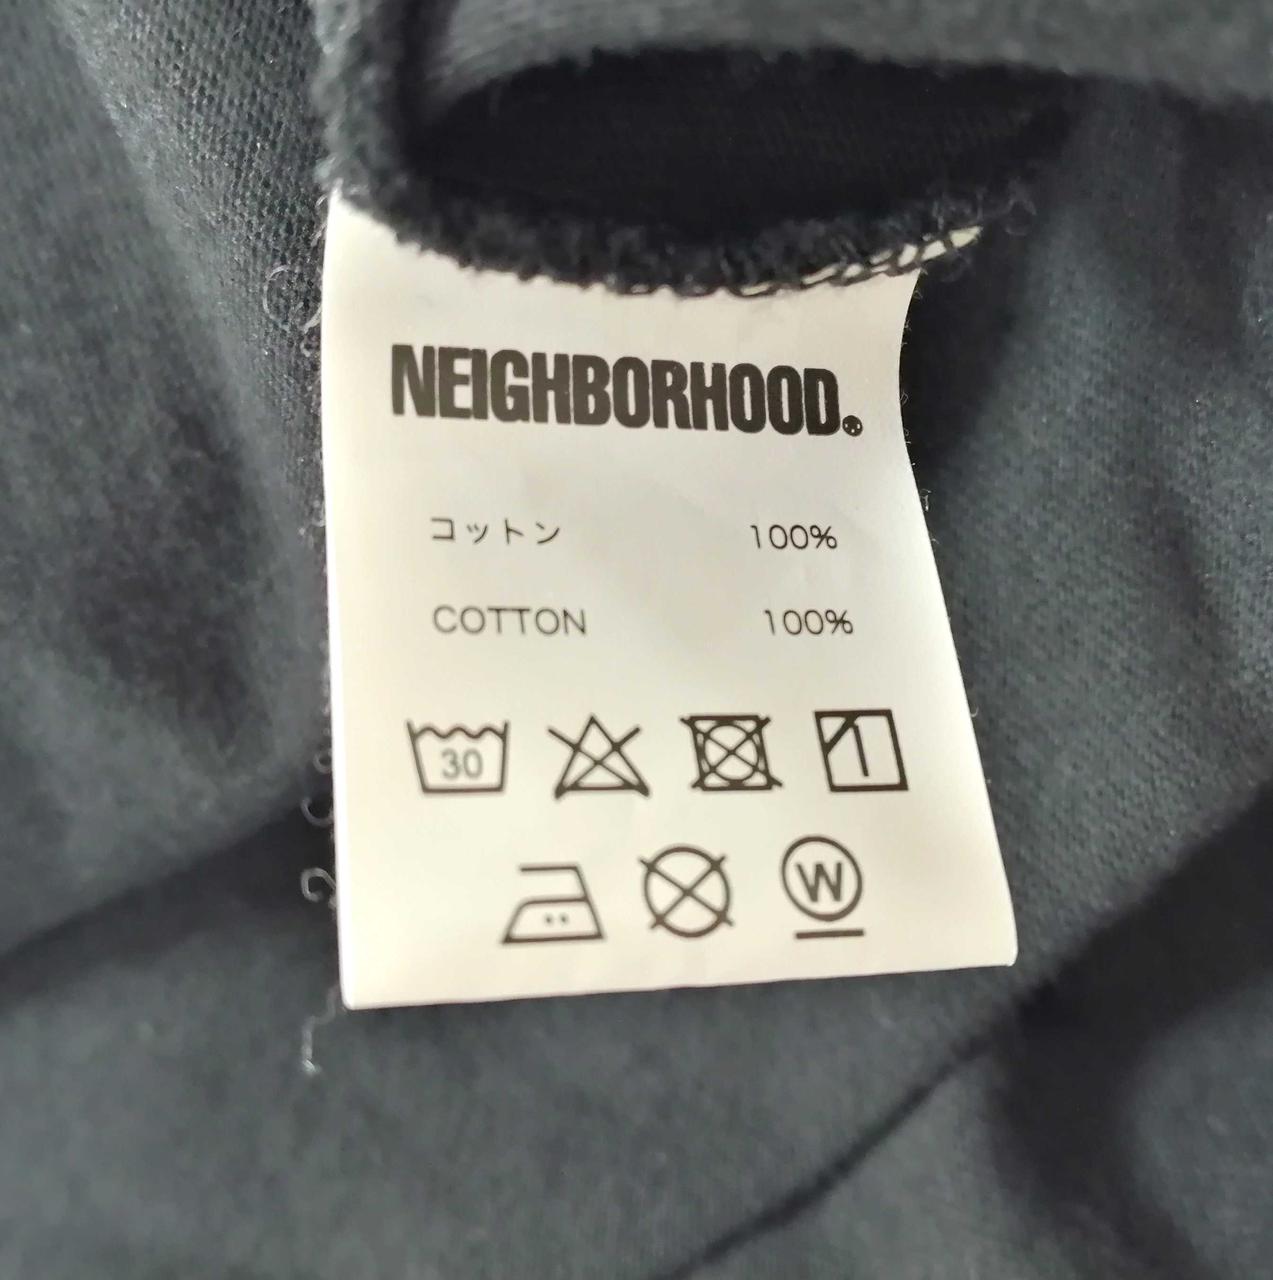 NEIGHBORHOOD.
コットン 100%
COTTON 100%
30
W